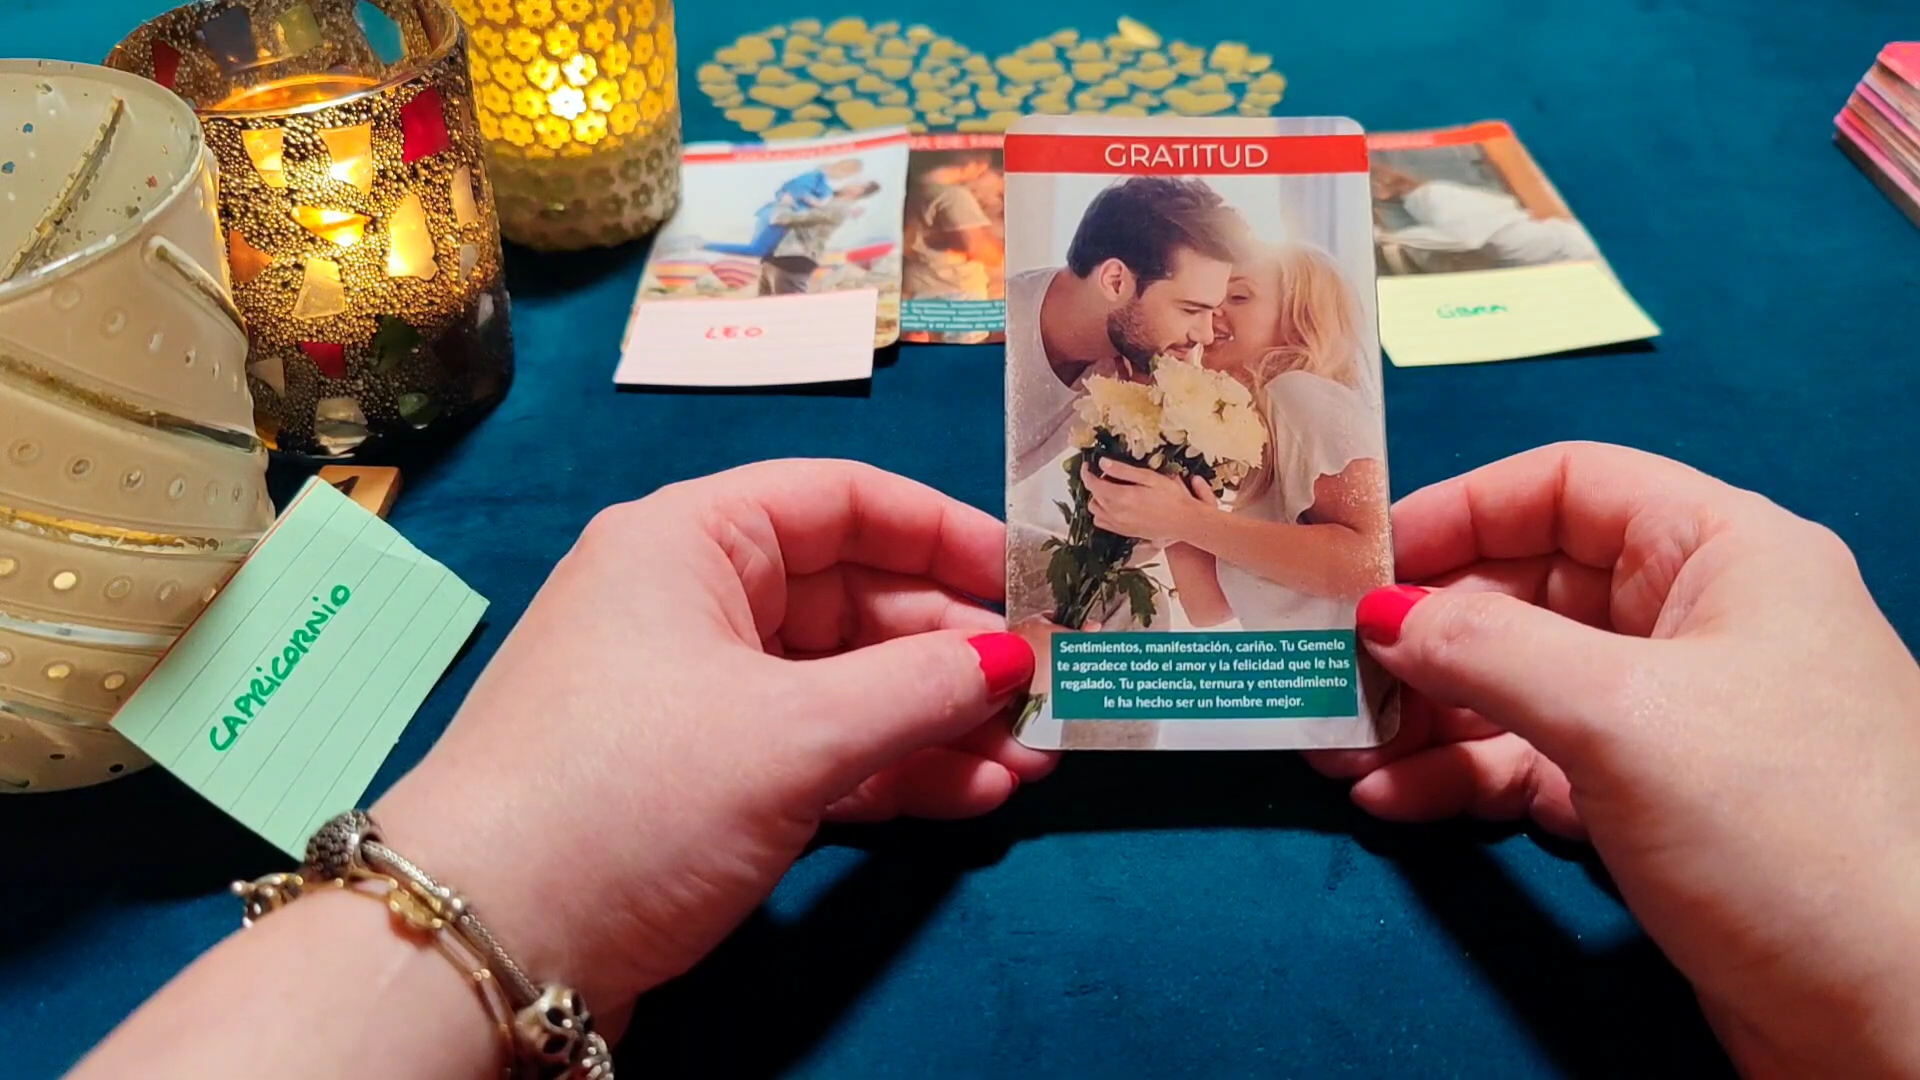 GRATITUD
LEO
LIBRA
CAPRICORNIO
Sentimientos, manifestación, cariño. Tu Gemelo
te agradece todo el amor y la felicidad que le has
regalado. Tu paciencia, ternura y entendimiento
le ha hecho ser un hombre mejor.